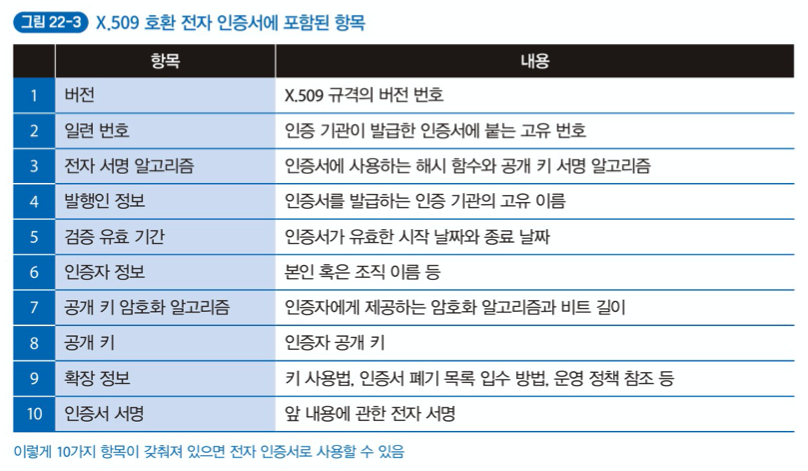 그림 22-3 X.509 호환 전자 인증서에 포함된 항목
항목 내용
1 버전 X.509 규격의 버전 번호
2 일련 번호 인증 기관이 발급한 인증서에 붙는 고유 번호
3 전자 서명 알고리즘 인증서에 사용하는 해시 함수와 공개 키 서명 알고리즘
4 발행인 정보 인증서를 발급하는 인증 기관의 고유 이름
5 검증 유효 기간 인증서가 유효한 시작 날짜와 종료 날짜
6 인증자 정보 본인 혹은 조직 이름 등
7 공개 키 암호화 알고리즘 인증자에게 제공하는 암호화 알고리즘과 비트 길이
8 공개 키 인증자 공개 키
9 확장 정보 키 사용법, 인증서 폐기 목록 입수 방법, 운영 정책 참조 등
10 인증서 서명 앞 내용에 관한 전자 서명
이렇게 10가지 항목이 갖춰져 있으면 전자 인증서로 사용할 수 있음